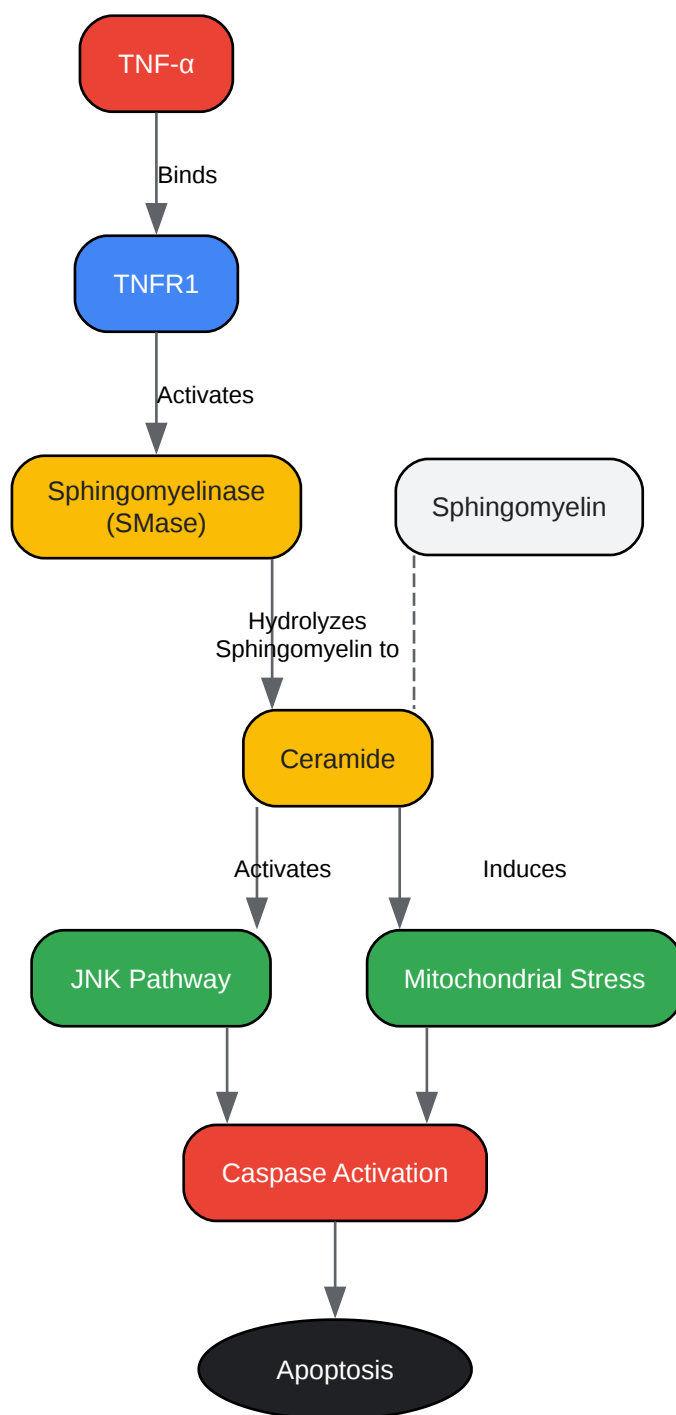 TNF-α
Binds
TNFR1
Activates
Sphingomyelinase
(SMase)
Sphingomyelin
Hydrolyzes
Sphingomyelin to
Ceramide
Activates
Induces
JNK Pathway
Mitochondrial Stress
Caspase Activation
Apoptosis